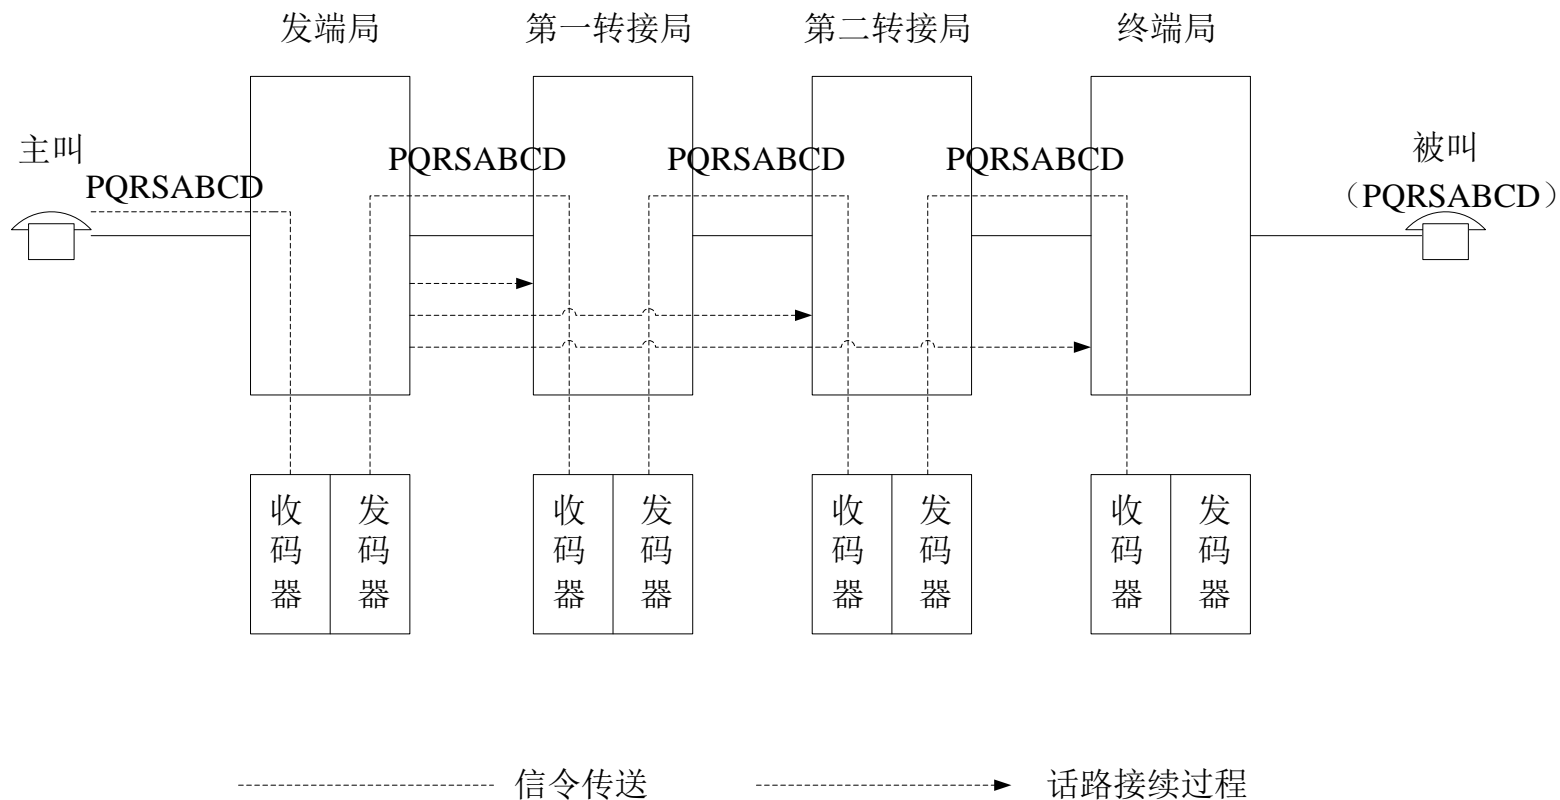 发端局
第一转接局
第二转接局
终端局
主叫
PQRSABCD
PQRSABCD
PQRSABCD
PQRSABCD
被叫
（PQRSABCD）
收码器
发码器
收码器
发码器
收码器
发码器
收码器
发码器
信令传送
话路接续过程